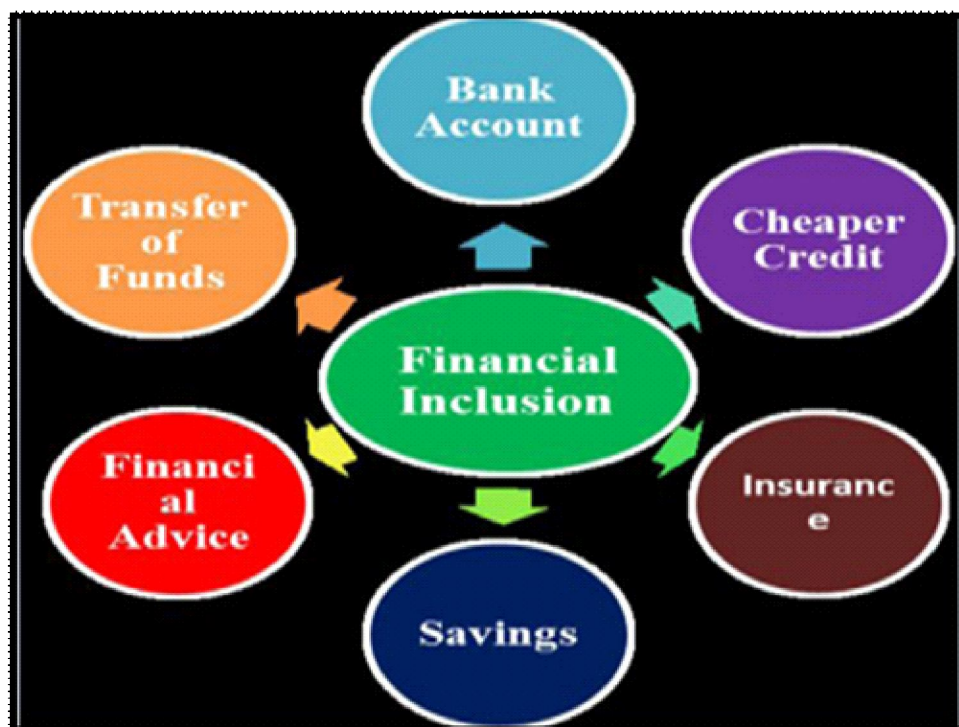 Bank
Account
Cheaper
Credit
Insuranc
e
Savings
Financi
al
Advice
Transfer
of
Funds
Financial
Inclusion